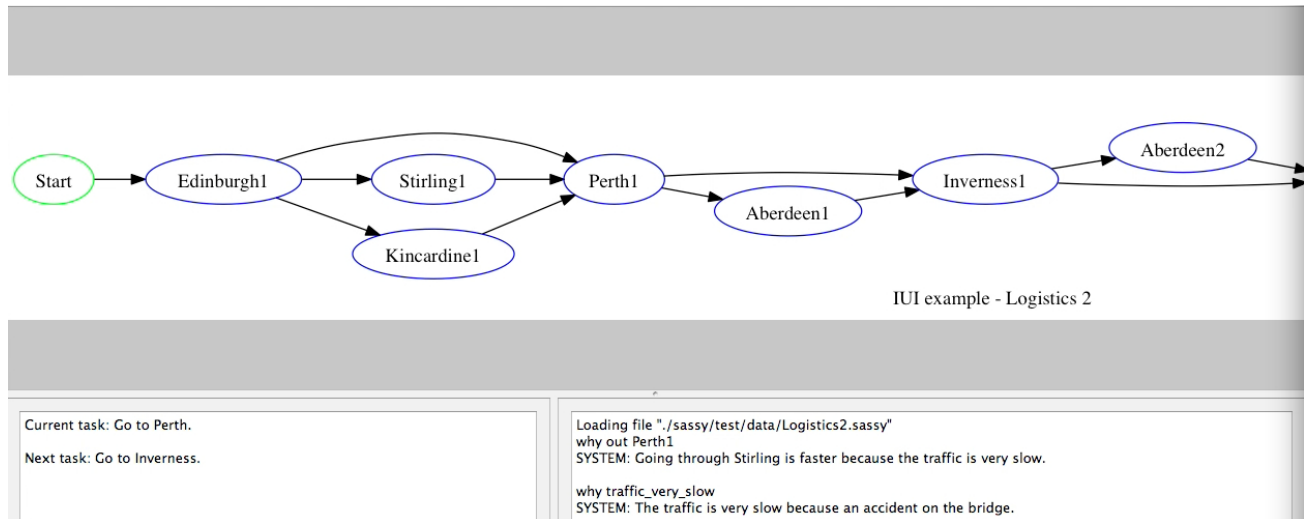 Aberdeen2
Start
Edinburgh1
Stirling1
Perth1
Inverness1
Aberdeen1
Kincardine1
IUI example - Logistics 2
Current task: Go to Perth.
Next task: Go to Inverness.
Loading file "./sassy/test/data/Logistics2.sassy"
why out Perth1
SYSTEM: Going through Stirling is faster because the traffic is very slow.
why traffic_very_slow
SYSTEM: The traffic is very slow because an accident on the bridge.